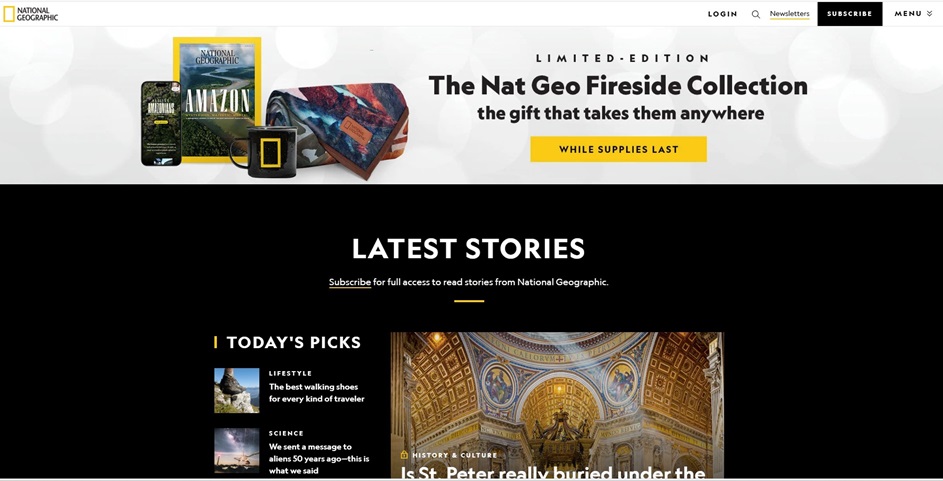 NATIONAL
GEOGRAPHIC
LOGIN
Newsletters
SUBSCRIBE
MENU
NATIONAL
GEOGRAPHIC
AMAZON
LIMITED-EDITION
The Nat Geo Fireside Collection
the gift that takes them anywhere
WHILE SUPPLIES LAST
LATEST STORIES
Subscribe for full access to read stories from National Geographic.
TODAY'S PICKS
LIFESTYLE
The best walking shoes
for every kind of traveler
SCIENCE
We sent a message to
aliens 50 years ago—this is
what we said
HISTORY & CULTURE
Is St. Peter really buried under the